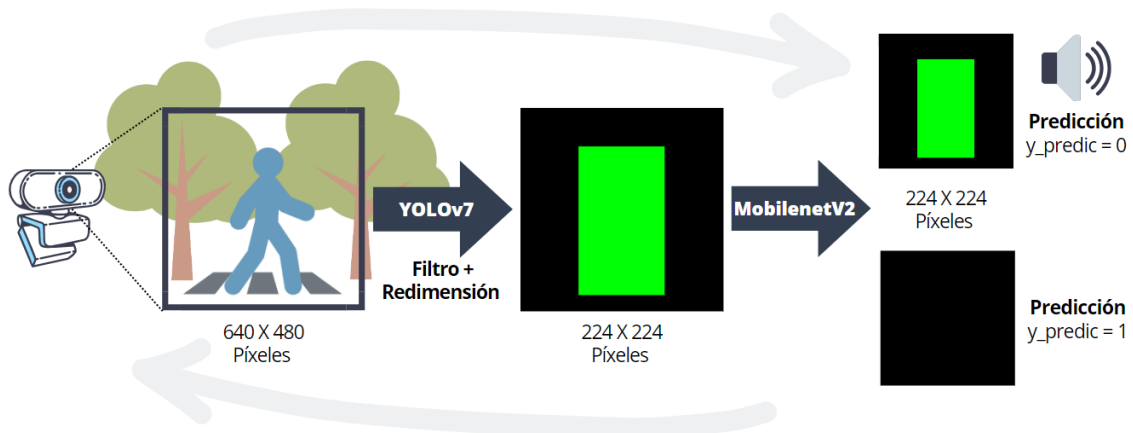 YOLOv7
Filtro +
Redimensión
640 X 480
Píxeles
224 X 224
Píxeles
MobilenetV2
Predicción
y_predic = 0
224 X 224
Píxeles
Predicción
y_predic = 1